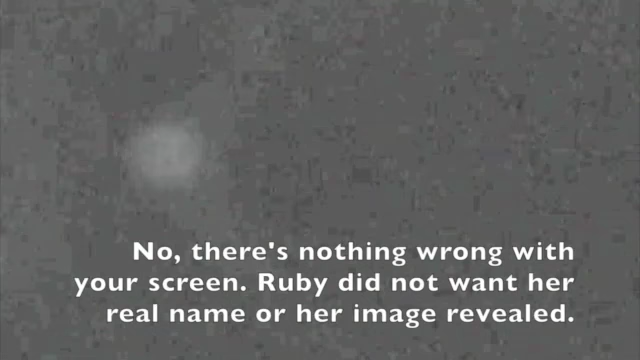 No, there's nothing wrong with
your screen. Ruby did not want her
real name or her image revealed.